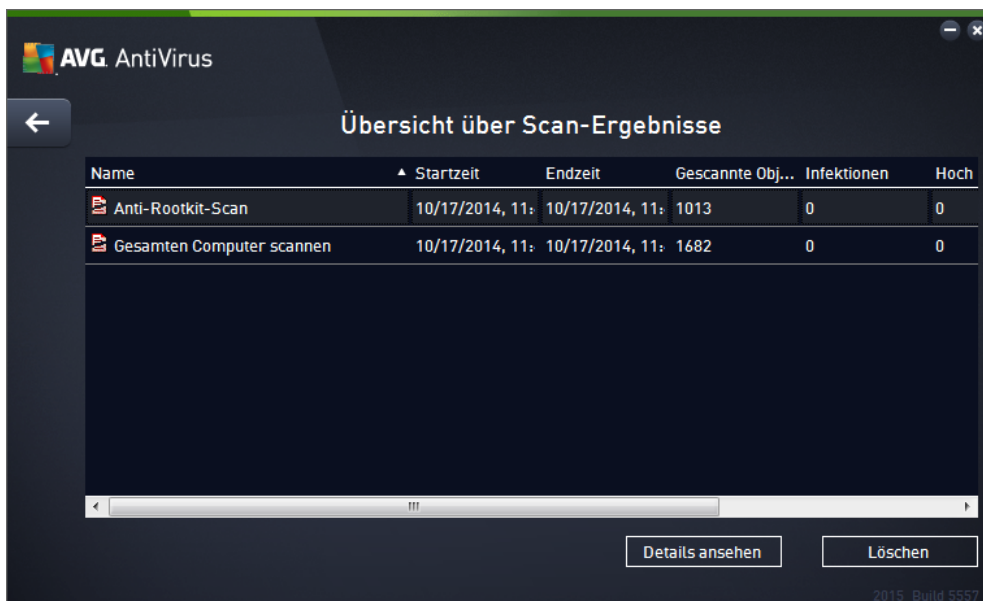 AVG. AntiVirus
Übersicht über Scan-Ergebnisse
Name Startzeit Endzeit Gescannte Obj... Infektionen Hoch
Anti-Rootkit-Scan 10/17/2014, 11: 10/17/2014, 11: 1013 0 0
Gesamten Computer scannen 10/17/2014, 11: 10/17/2014, 11: 1682 0 0
Details ansehen Löschen
2015 Build 5557